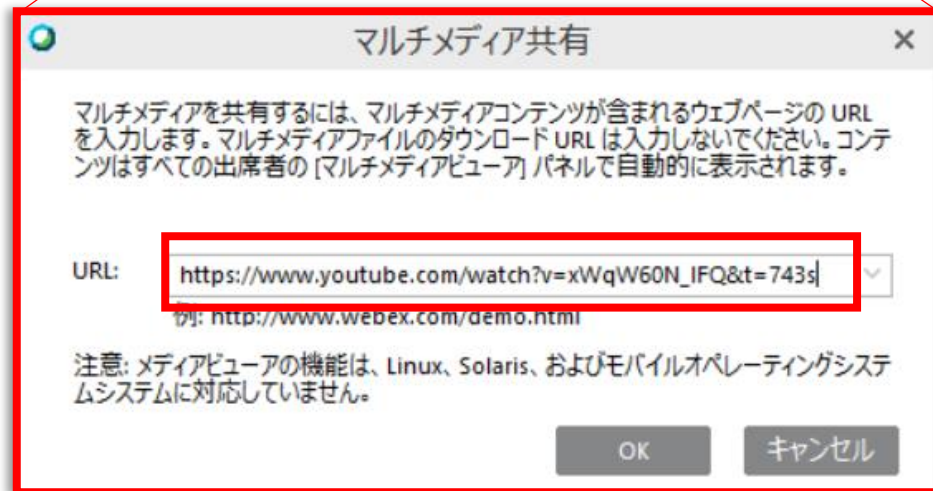 マルチメディア共有
マルチメディアを共有するには、マルチメディアコンテンツが含まれるウェブページの URL
を入力します。マルチメディアファイルのダウンロード URL は入力しないでください。コンテ
ンツはすべての出席者の [マルチメディアビューア] パネルで自動的に表示されます。
URL: https://www.youtube.com/watch?v=xWqW60N_IFQ&t=743s
例: http://www.webex.com/demo.html
注意: メディアビューアの機能は、Linux、Solaris、およびモバイルオペレーティングシステ
ムシステムに対応していません。
OK キャンセル